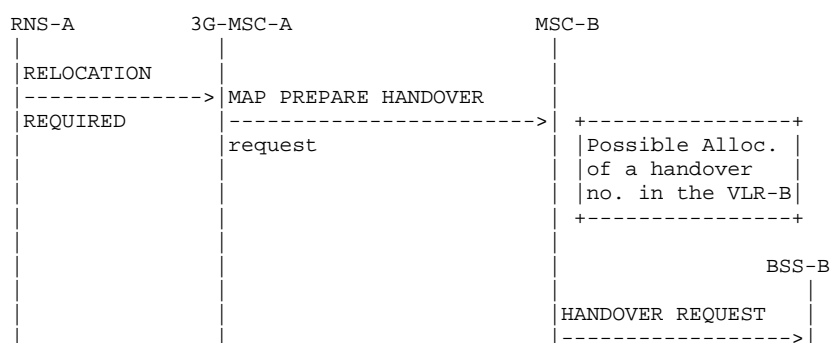 RNS-A 3G-MSC-A MSC-B
RELOCATION
MAP PREPARE HANDOVER
REQUIRED
request Possible Alloc.
of a handover
no. in the VLR-B
BSS-B
HANDOVER REQUEST